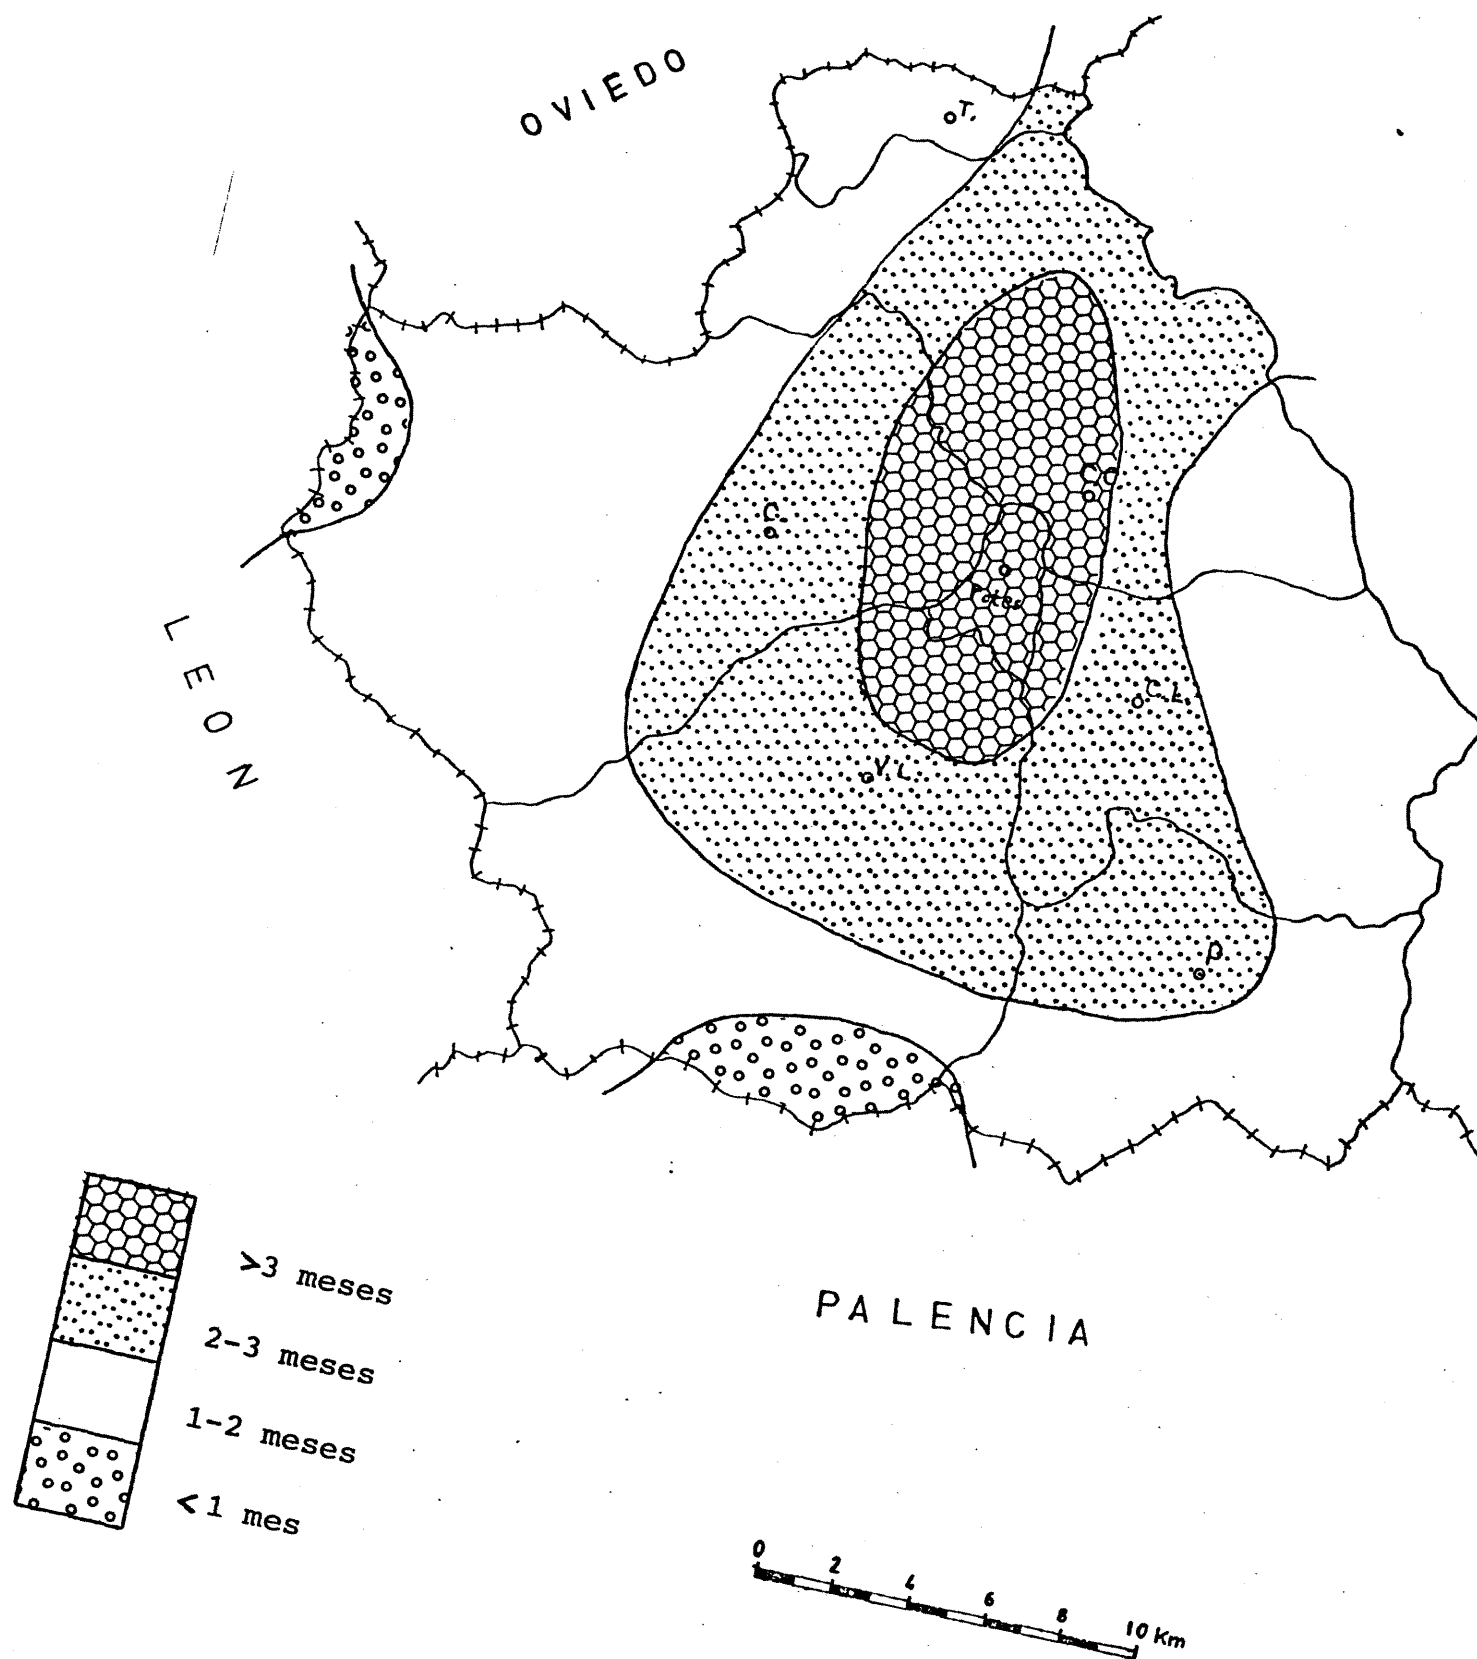 OVIEDO
T.
C.C
C.
Potes
LEON
C.L.
V.L.
P
>3 meses
2-3 meses
1-2 meses
<1 mes
PALENCIA
0 2 4 6 8 10 Km